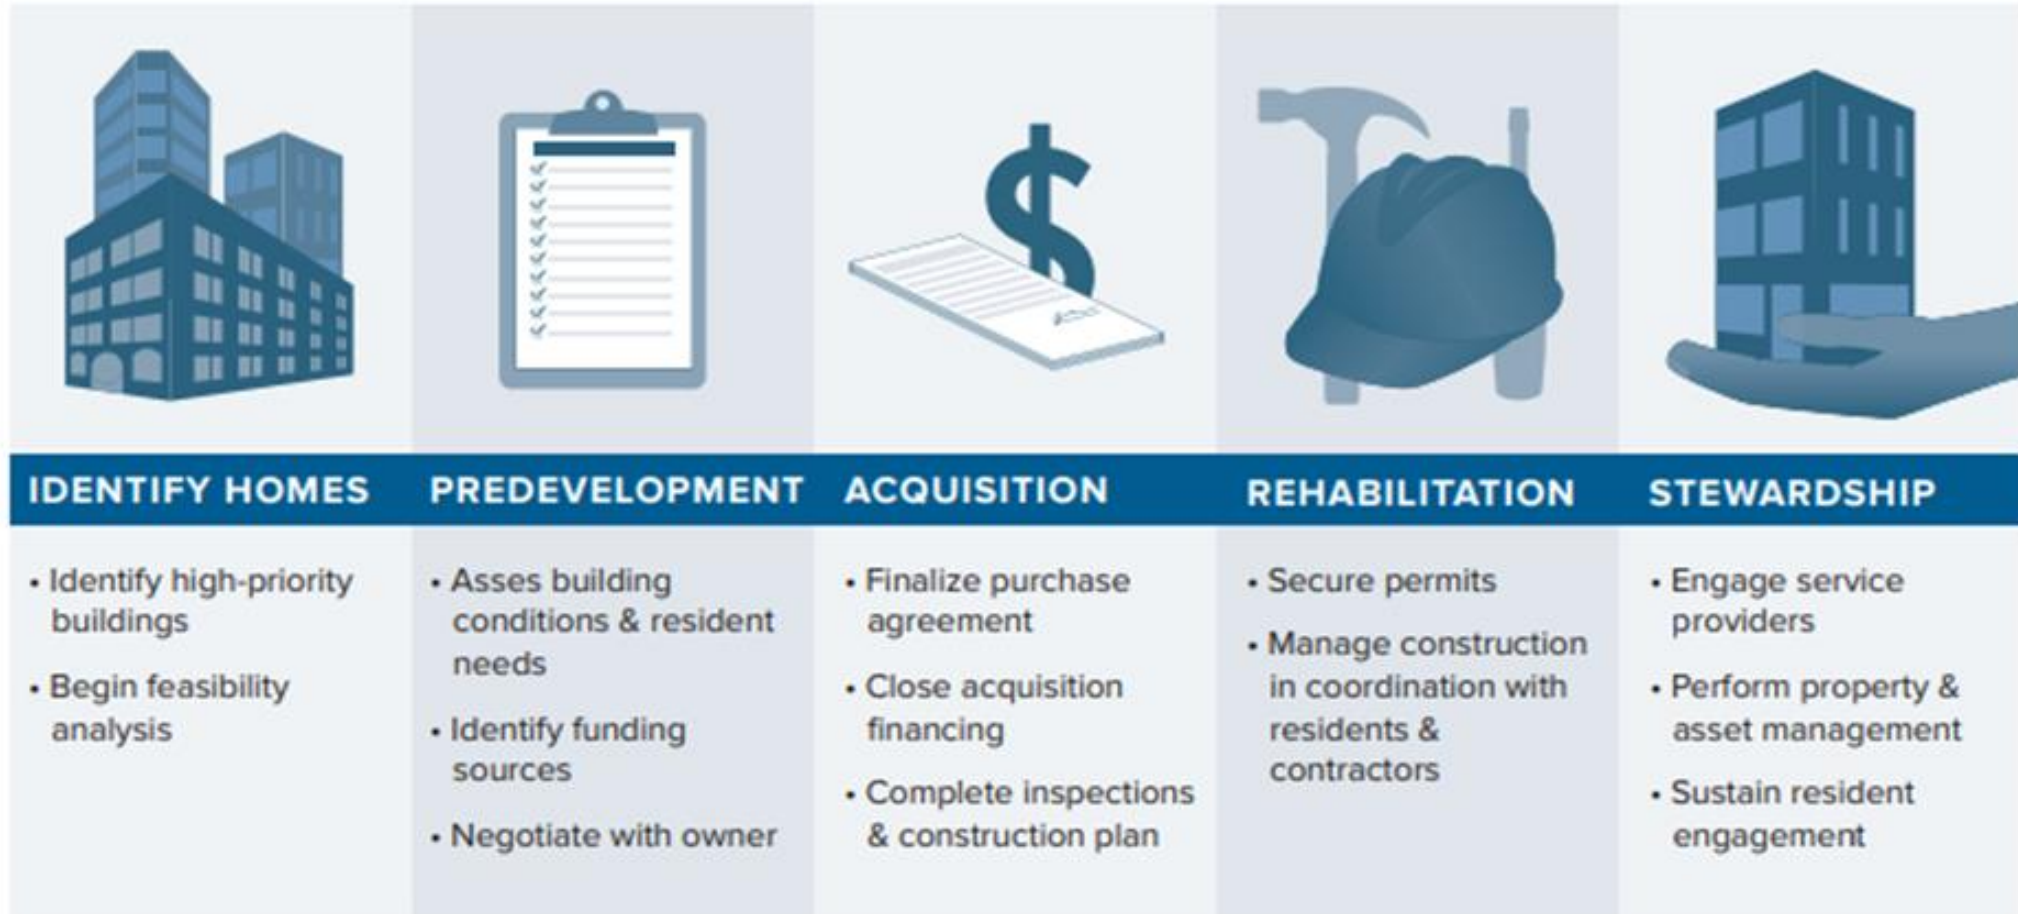 IDENTIFY HOMES
• Identify high-priority
buildings
• Begin feasibility
analysis
PREDEVELOPMENT
• Asses building
conditions & resident
needs
• Identify funding
sources
• Negotiate with owner
ACQUISITION
• Finalize purchase
agreement
• Close acquisition
financing
• Complete inspections
& construction plan
REHABILITATION
• Secure permits
• Manage construction
in coordination with
residents &
contractors
STEWARDSHIP
• Engage service
providers
• Perform property &
asset management
• Sustain resident
engagement